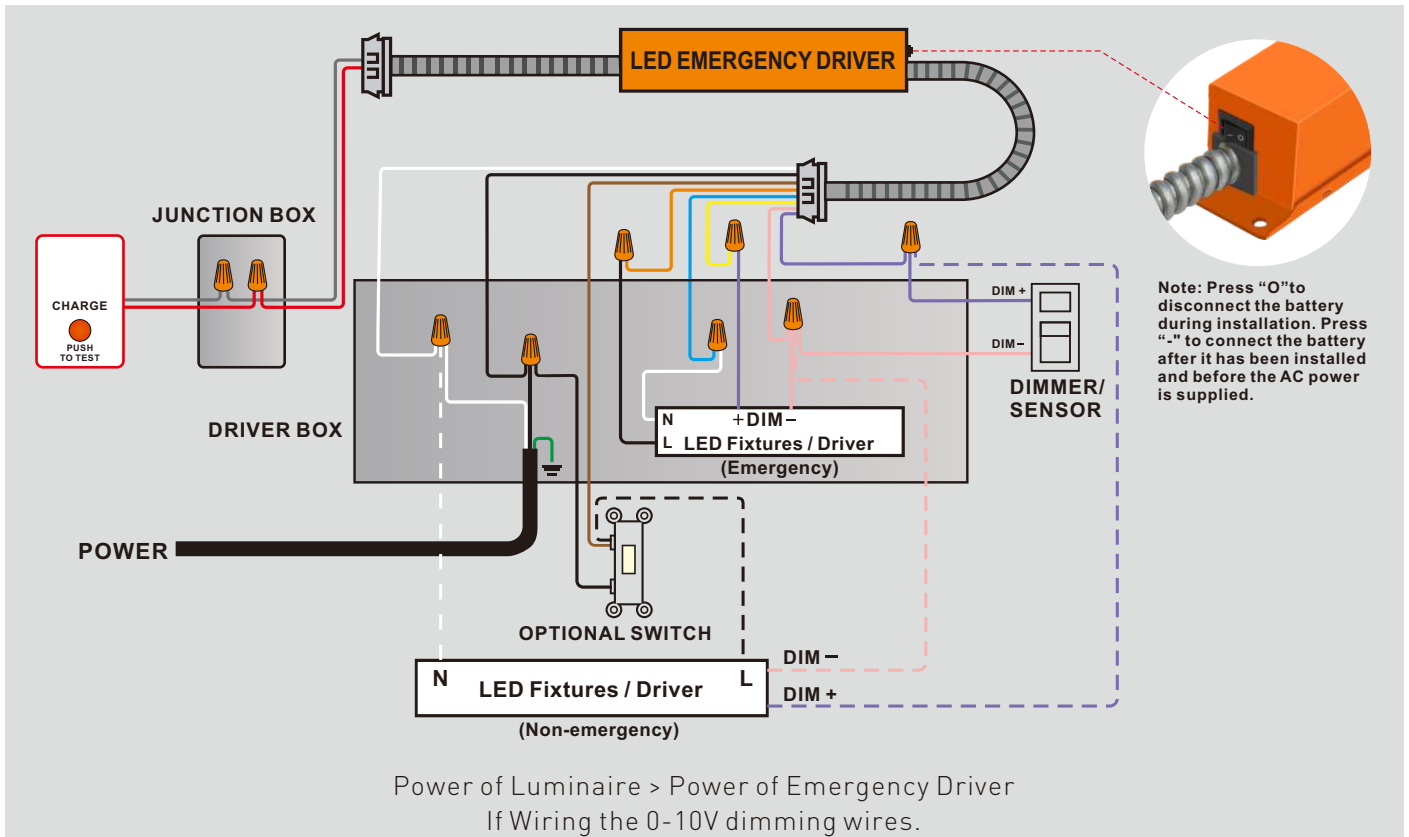 LED EMERGENCY DRIVER
JUNCTION BOX
CHARGE
PUSH
TO TEST
DRIVER BOX
DIM +
DIM –
DIMMER/
SENSOR
Note: Press “O”to
disconnect the battery
during installation. Press
“-" to connect the battery
after it has been installed
and before the AC power
is supplied.
N
+DIM –
L
LED Fixtures / Driver
(Emergency)
POWER
OPTIONAL SWITCH
N
LED Fixtures / Driver
L
DIM –
DIM +
(Non-emergency)
Power of Luminaire > Power of Emergency Driver
If Wiring the 0-10V dimming wires.